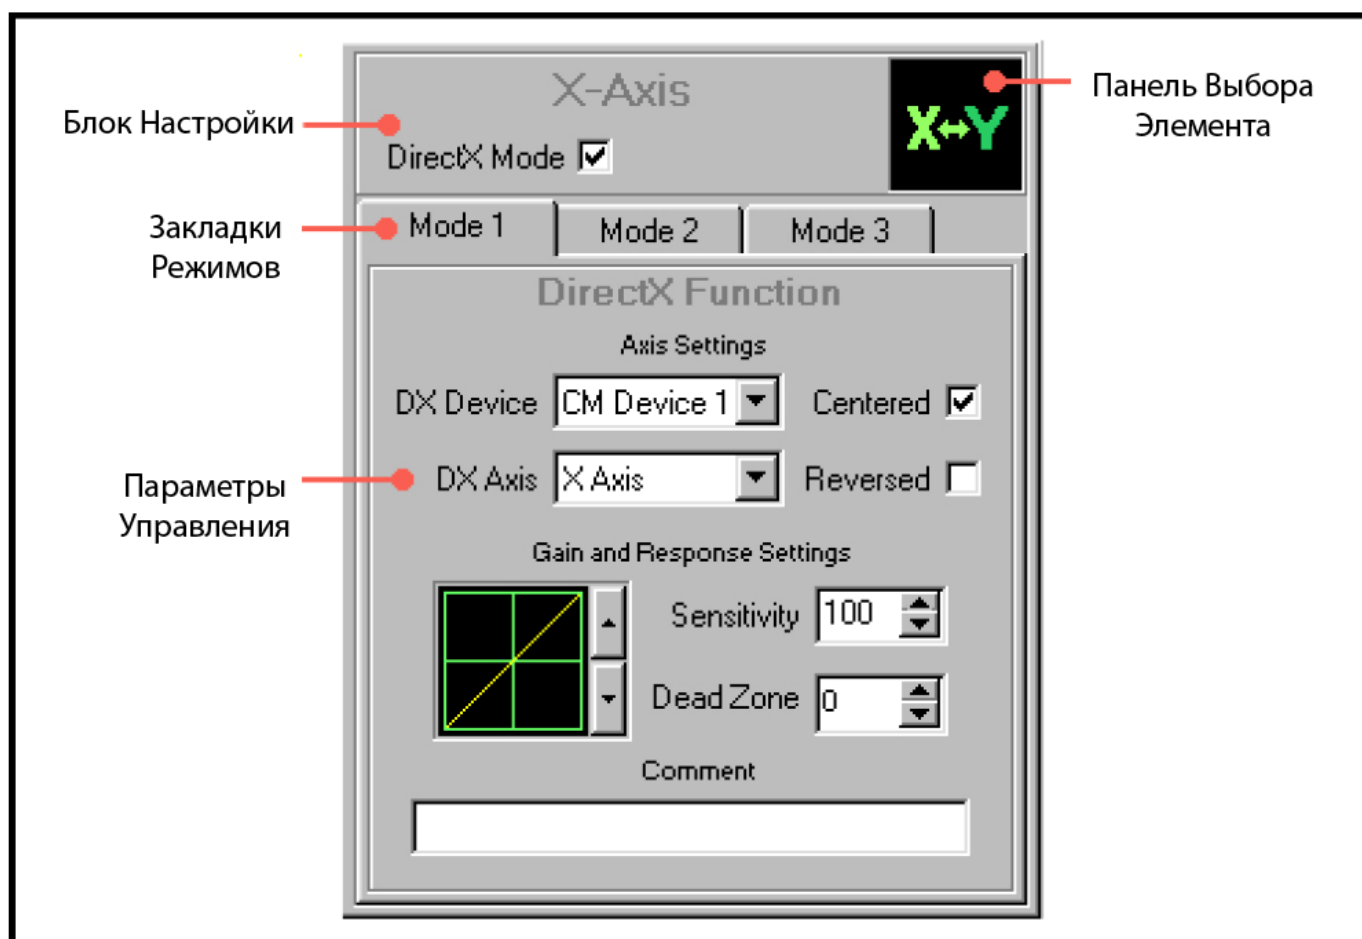 X-Axis
Панель Выбора
Элемента
X↔Y
Блок Настройки
DirectX Mode
Закладки
Режимов
Mode 1
Mode 2
Mode 3
DirectX Function
Axis Settings
DX Device
CM Device 1
Centered
DX Axis
X Axis
Reversed
Параметры
Управления
Gain and Response Settings
Sensitivity
100
Dead Zone
0
Comment